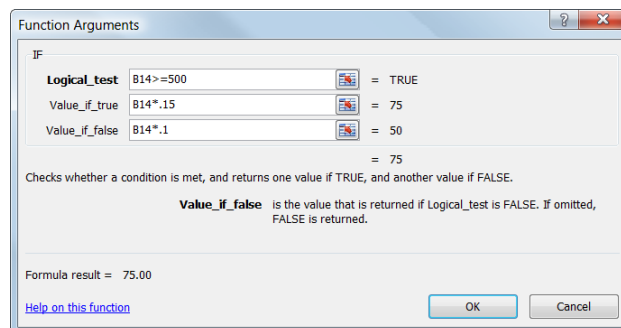 Function Arguments
IF
Logical_test B14>=500 = TRUE
Value_if_true B14*.15 = 75
Value_if_false B14*.1 = 50
= 75
Checks whether a condition is met, and returns one value if TRUE, and another value if FALSE.
Value_if_false is the value that is returned if Logical_test is FALSE. If omitted,
FALSE is returned.
Formula result = 75.00
Help on this function OK Cancel